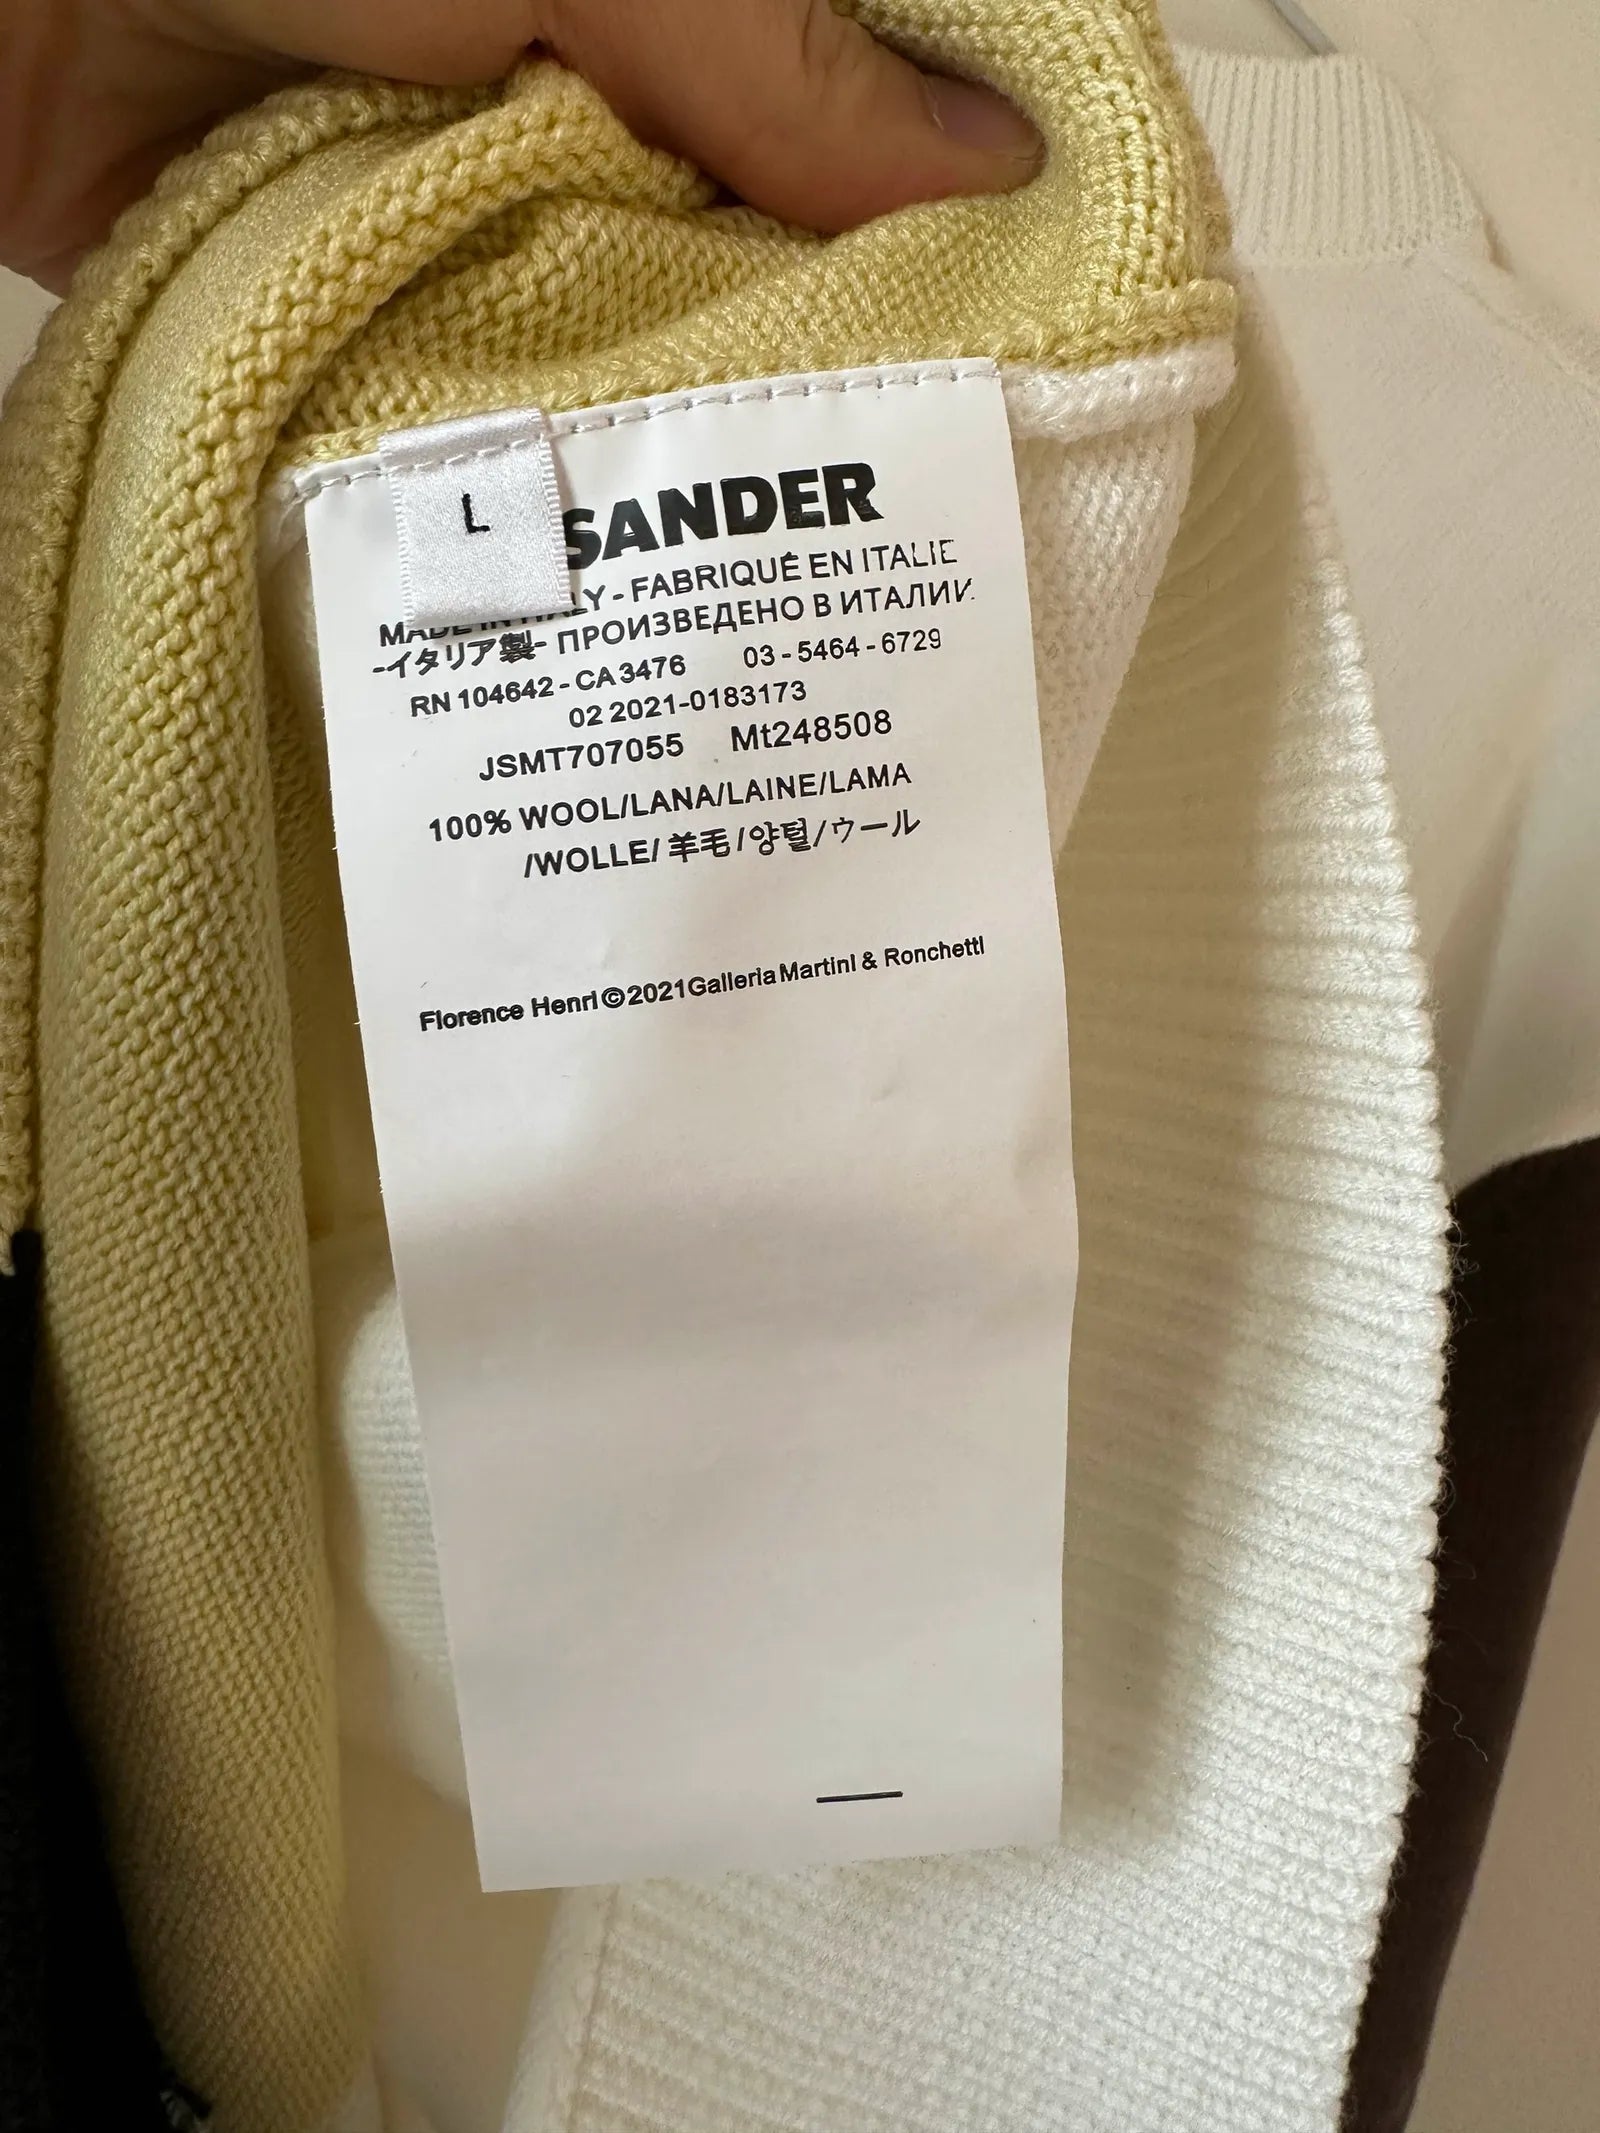 L
SANDER
MADE IN ITALY - FABRIQUÉ EN ITALIE
-イタリア製- ПРОИЗВЕДЕНО В ИТАЛИИ.
RN 104642 - CA 3476 03 - 5464 - 6729
02 2021-0183173
JSMT707055 Mt248508
100% WOOL/LANA/LAINE/LAMA
/WOLLE/ 羊毛/양털/ウール
Florence Henri©2021Galleria Martini & Ronchetti